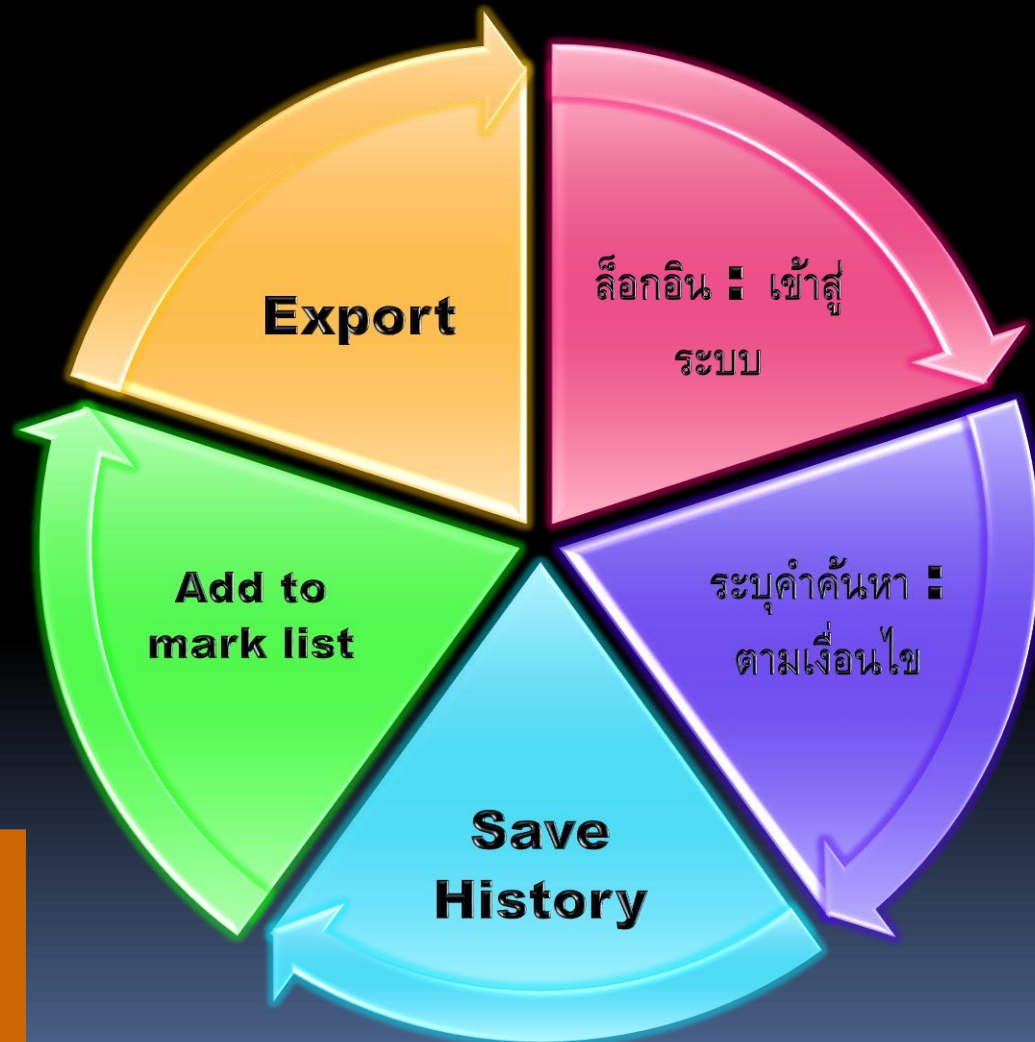 ล็อกอิน : เข้าสู่
ระบบ
ระบุคำค้นหา :
ตามเงื่อนไข
Save
History
Add to
mark list
Export